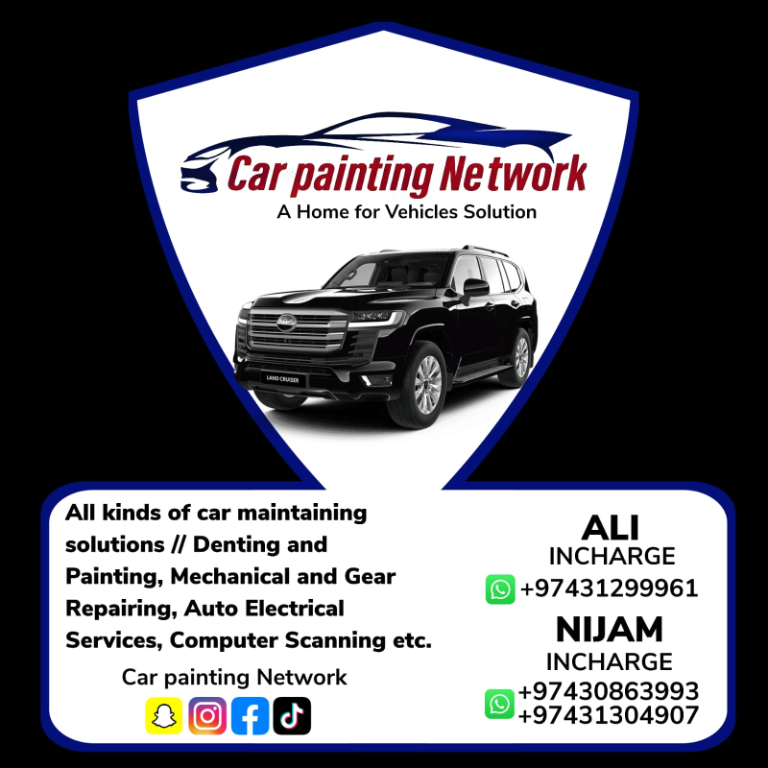 Car painting Network
A Home for Vehicles Solution
LAND CRUISER
All kinds of car maintaining
solutions // Denting and
Painting, Mechanical and Gear
Repairing, Auto Electrical
Services, Computer Scanning etc.
Car painting Network
ALI
INCHARGE
+97431299961
NIJAM
INCHARGE
+97430863993
+97431304907